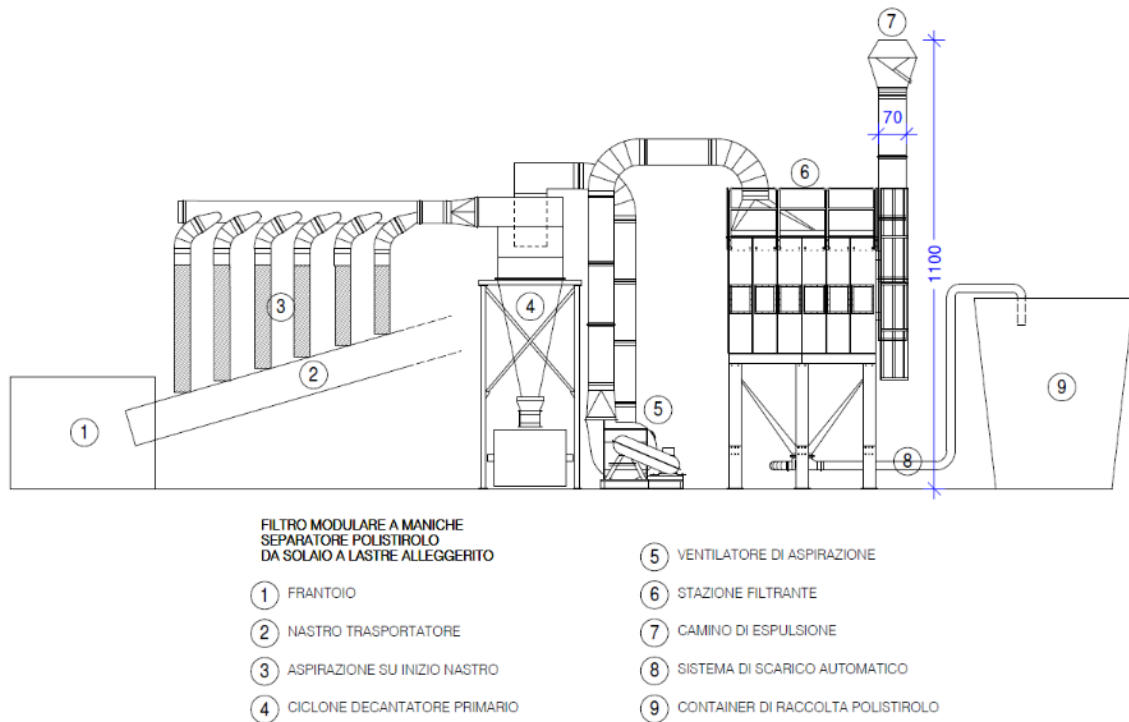 7
70
6
1100
3
4
2
9
1
5
8
FILTRO MODULARE A MANICHE
SEPARATORE POLISTIROLO
DA SOLAIO A LASTRE ALLEGGERITO
1 FRANTOIO
2 NASTRO TRASPORTATORE
3 ASPIRAZIONE SU INIZIO NASTRO
4 CICLONE DECANTATORE PRIMARIO
5 VENTILATORE DI ASPIRAZIONE
6 STAZIONE FILTRANTE
7 CAMINO DI ESPULSIONE
8 SISTEMA DI SCARICO AUTOMATICO
9 CONTAINER DI RACCOLTA POLISTIROLO